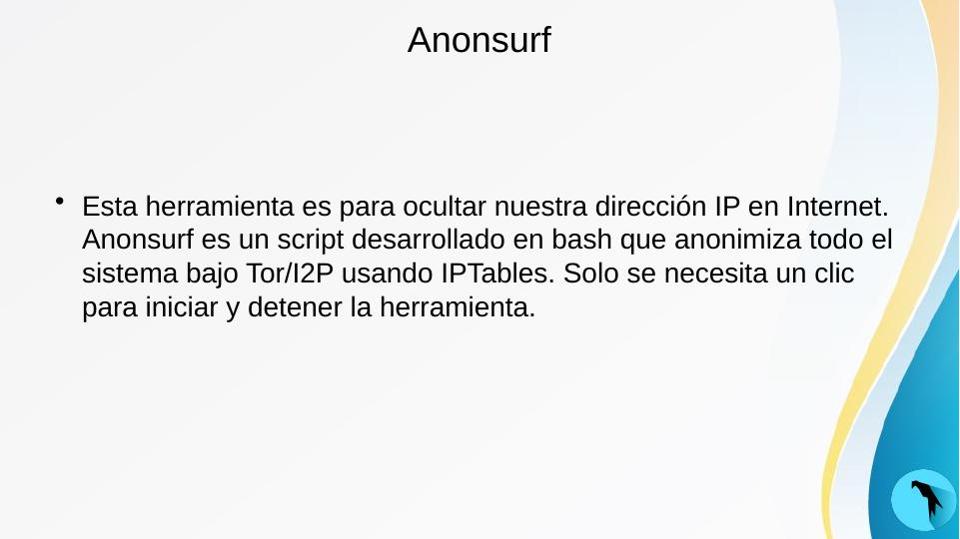 Anonsurf
• Esta herramienta es para ocultar nuestra dirección IP en Internet.
Anonsurf es un script desarrollado en bash que anonimiza todo el
sistema bajo Tor/I2P usando IPTables. Solo se necesita un clic
para iniciar y detener la herramienta.